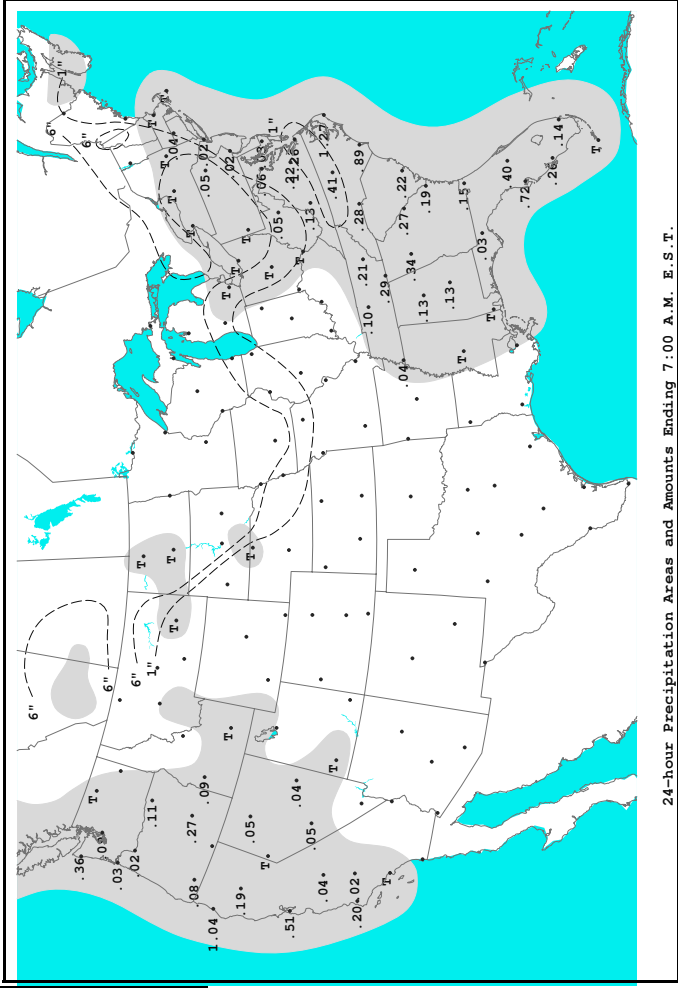 6"
6"
1"
.36 T 6"
.09 6"
.03
.02 6" T
.11 1" T T
T T
T T .04 T
.27 T
.08 .09 .05 .02
1.04 T T .02
.19 T T
.05 T T
T T .06 .03
.05 1"
.51 .04 T .22 1.26
.05 .13
.04 T .41 1.27
.20 .02 .28 .89
.10 .21
T .29
.04 .27 .22
.34
.13 .19
.13
T .15
.03
T .40
.72
.26 .14
T
24-hour Precipitation Areas and Amounts Ending 7:00 A.M. E.S.T.